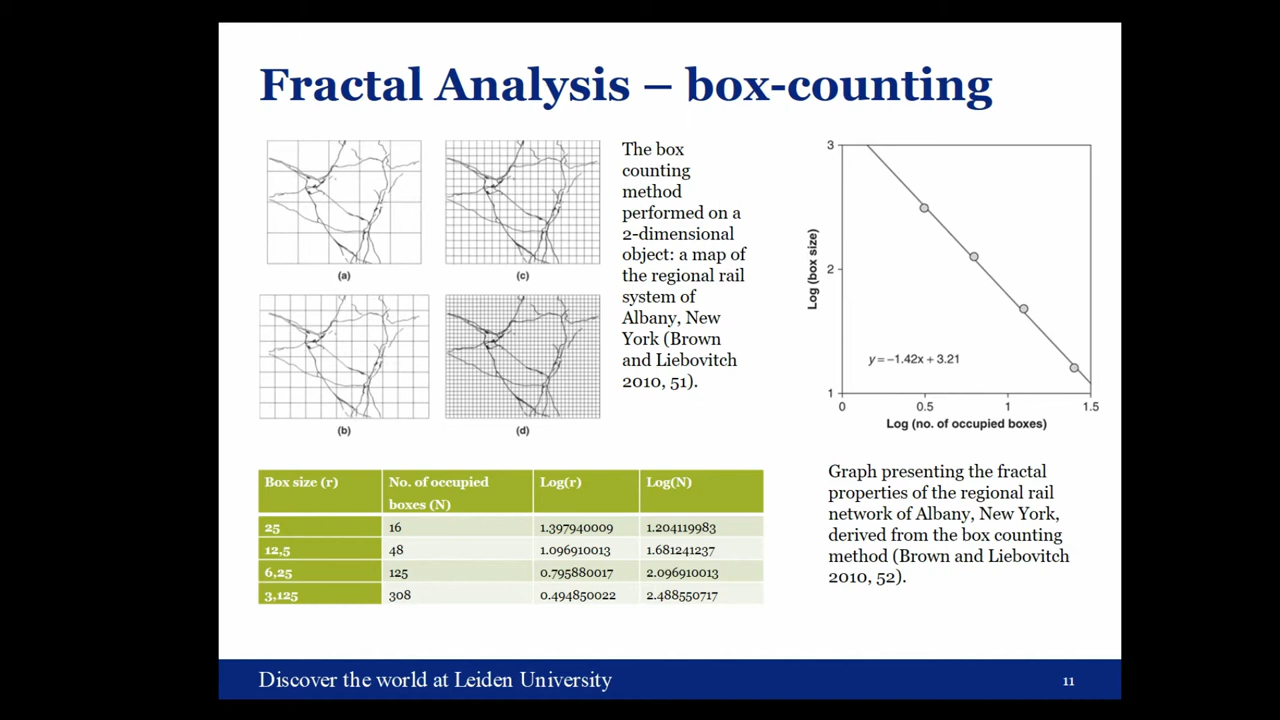 Fractal Analysis – box-counting
(a)
(c)
(b)
(d)
The box
counting
method
performed on a
2-dimensional
object: a map of
the regional rail
system of
Albany, New
York (Brown
and Liebovitch
2010, 51).
3
2
1
Log (box size)
y = –1.42x + 3.21
0 0.5 1 1.5
Log (no. of occupied boxes)
Box size (r) No. of occupied boxes (N) Log(r) Log(N)
25 16 1.397940009 1.204119983
12,5 48 1.096910013 1.681241237
6,25 125 0.795880017 2.096910013
3,125 308 0.494850022 2.488550717
Graph presenting the fractal
properties of the regional rail
network of Albany, New York,
derived from the box counting
method (Brown and Liebovitch
2010, 52).
Discover the world at Leiden University 11